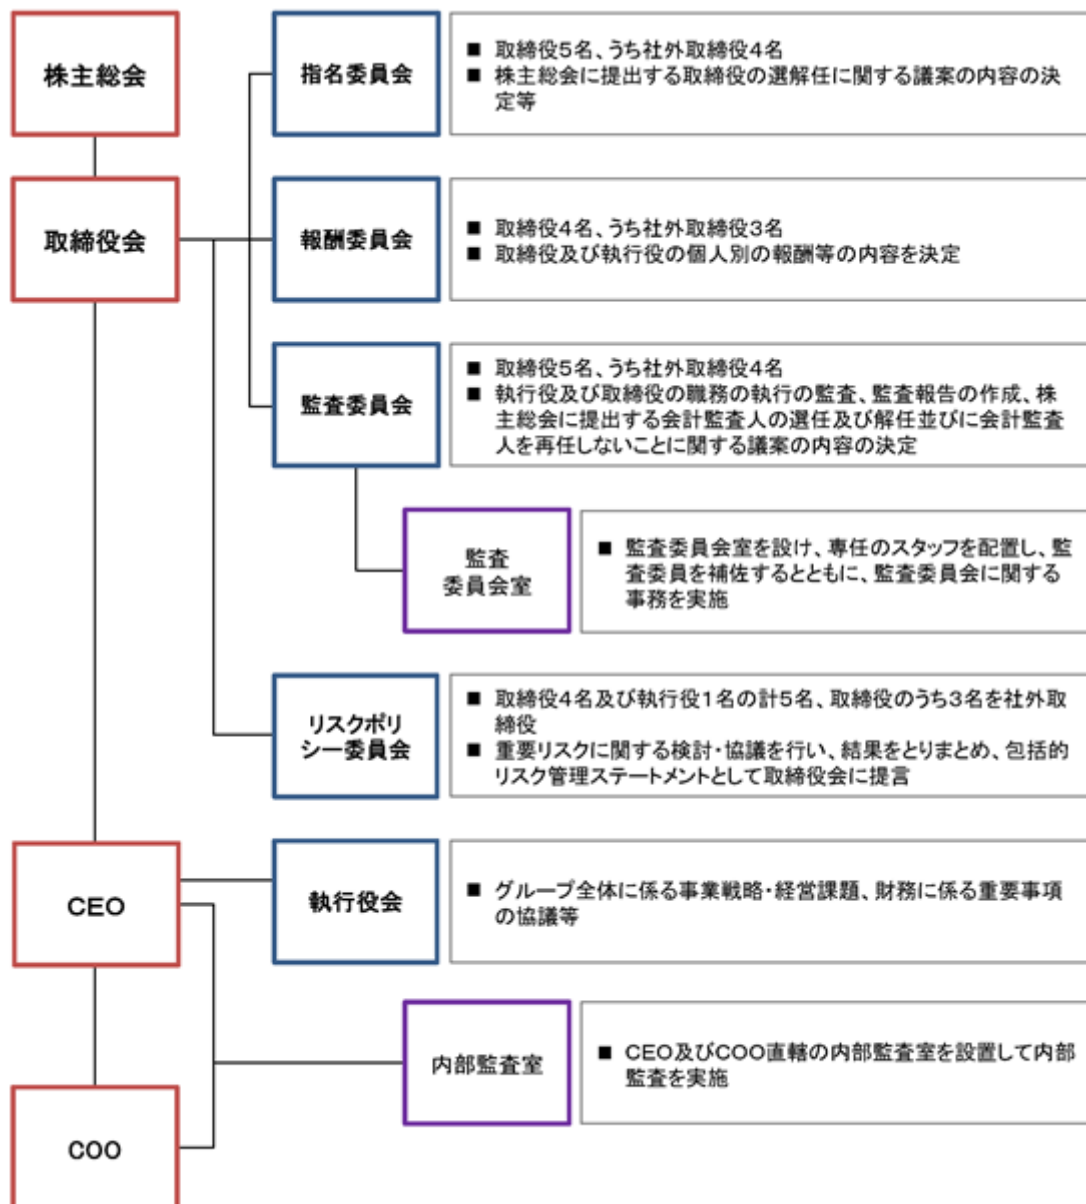 株主総会
指名委員会
■ 取締役5名、うち社外取締役4名
■ 株主総会に提出する取締役の選解任に関する議案の内容の決
定等
取締役会
報酬委員会
■ 取締役4名、うち社外取締役3名
■ 取締役及び執行役の個人別の報酬等の内容を決定
監査委員会
■ 取締役5名、うち社外取締役4名
■ 執行役及び取締役の職務の執行の監査、監査報告の作成、株
主総会に提出する会計監査人の選任及び解任並びに会計監査
人を再任しないことに関する議案の内容の決定
監査
委員会室
■ 監査委員会室を設け、専任のスタッフを配置し、監
査委員を補佐するとともに、監査委員会に関する
事務を実施
リスクポリ
シー委員会
■ 取締役4名及び執行役1名の計5名、取締役のうち3名を社外取
締役
■ 重要リスクに関する検討・協議を行い、結果をとりまとめ、包括的
リスク管理ステートメントとして取締役会に提言
CEO
執行役会
■ グループ全体に係る事業戦略・経営課題、財務に係る重要事項
の協議等
内部監査室
■ CEO及びCOO直轄の内部監査室を設置して内部
監査を実施
COO